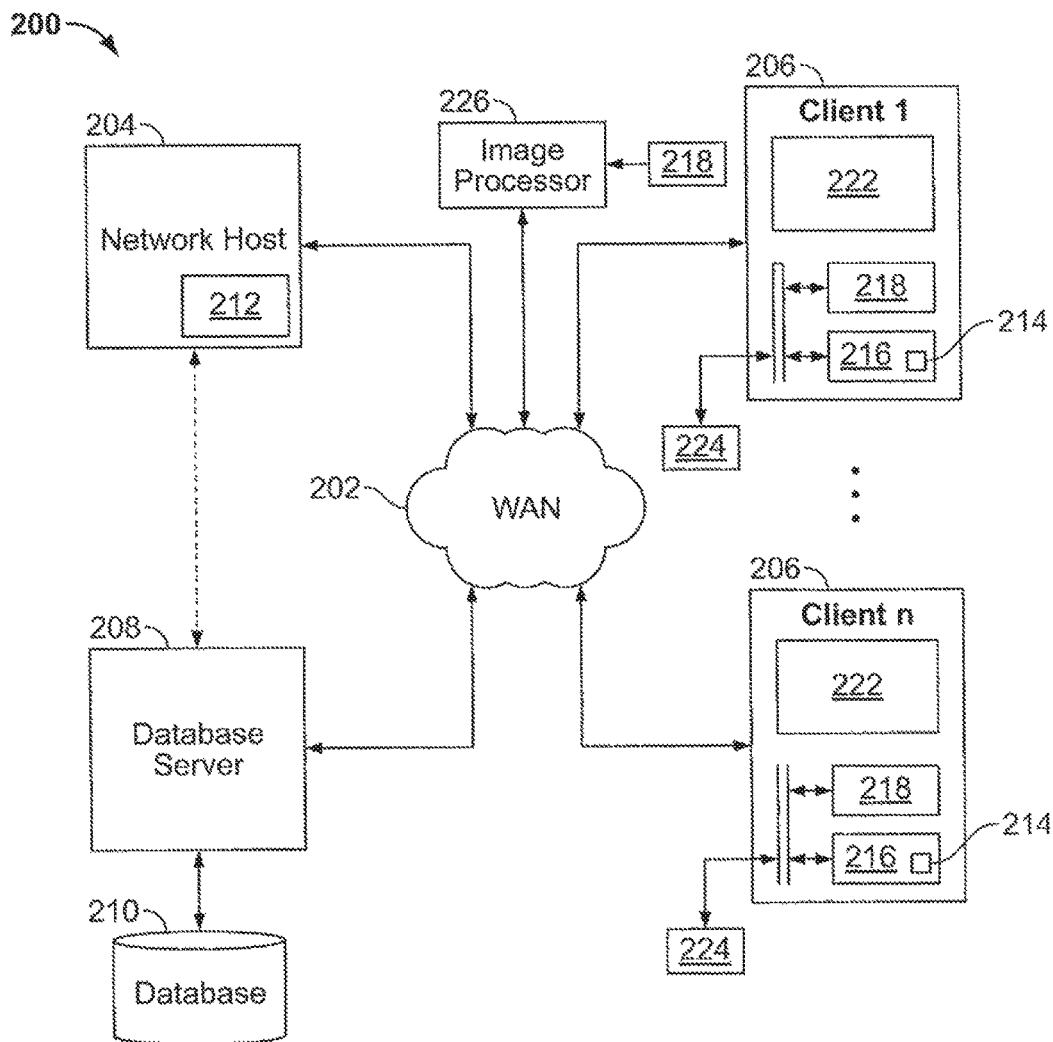 200
204
Network Host
212
226
Image
Processor
218
206
Client 1
222
218
216
214
224
202
WAN
208
Database
Server
210
Database
206
Client n
222
218
216
214
224